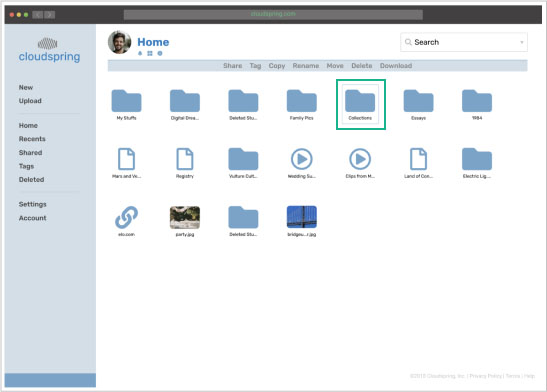 cloudspring.com
cloudspring
Home
Search
Share Tag Copy Rename Move Delete Download
New
Upload
Home
Recents
Shared
Tags
Deleted
Settings
Account
My Stuffs
Digital Drea...
Deleted Stu...
Family Pics
Collections
Essays
1984
Mars and Ve...
Registry
Vulture Cult...
Wedding Su...
Clips from M...
Land of Con...
Electric Lig...
elo.com
party.jpg
Deleted Stu...
bridgew...r.jpg
Cloudspring, Inc. | Privacy Policy | Terms | Help